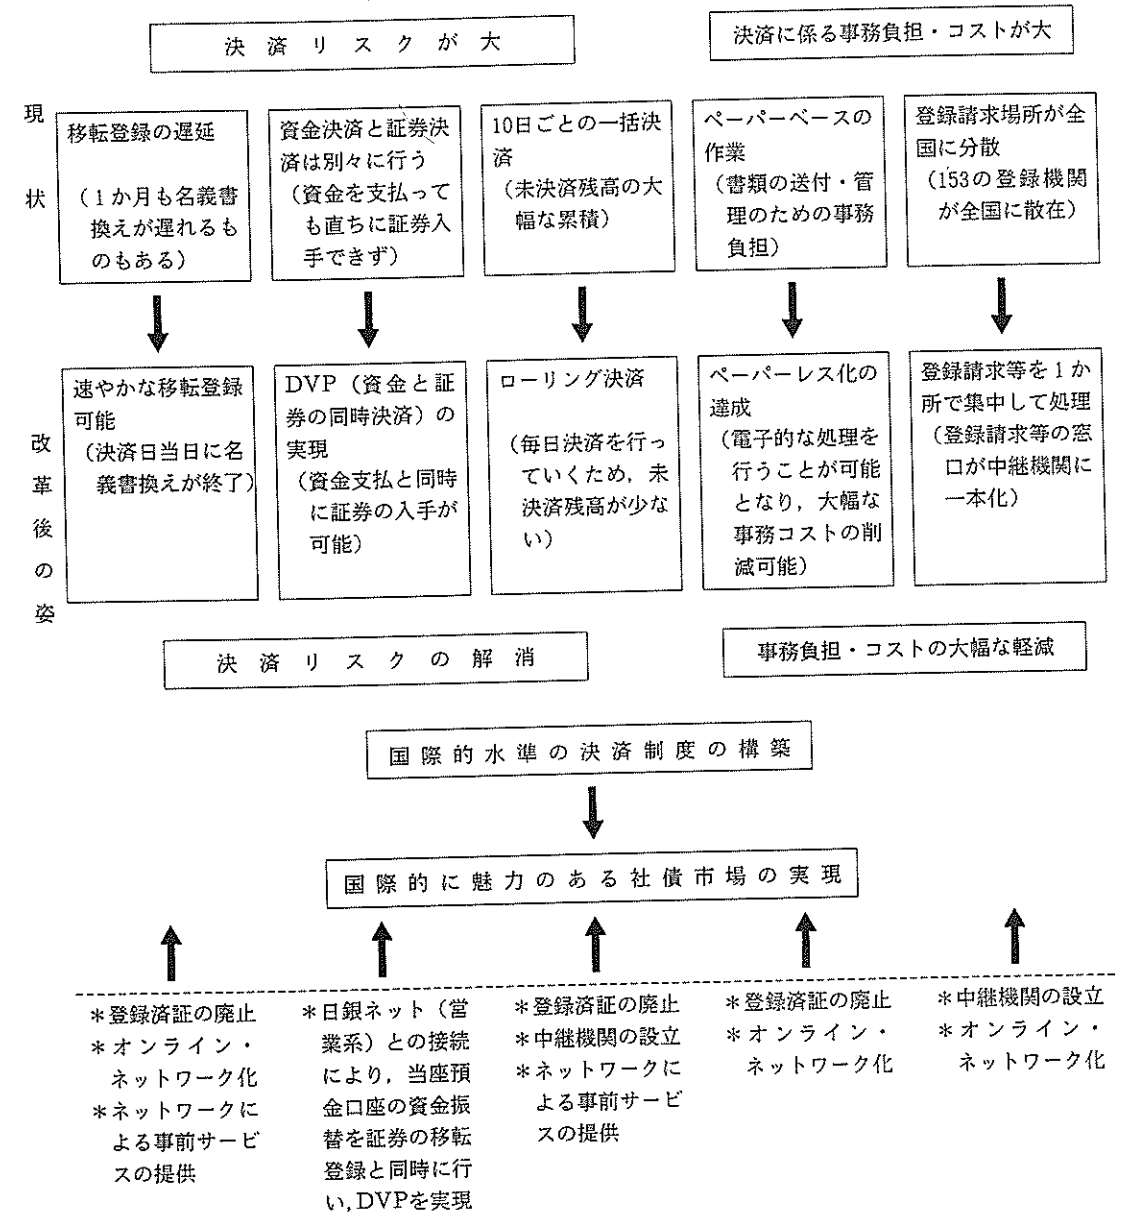 決済リスクが大
決済に係る事務負担・コストが大
現状
移転登録の遅延
（1か月も名義書
換えが遅れるも
のもある）
資金決済と証券決
済は別々に行う
（資金を支払って
も直ちに証券入
手できず）
10日ごとの一括決
済
（未決済残高の大
幅な累積）
ペーパーベースの
作業
（書類の送付・管
理のための事務
負担）
登録請求場所が全
国に分散
（153の登録機関
が全国に散在）
改革後の姿
速やかな移転登録
可能
（決済日当日に名
義書換えが終了）
DVP（資金と証
券の同時決済）の
実現
（資金支払と同時
に証券の入手が
可能）
ローリング決済
（毎日決済を行っ
ていくため，未
決済残高が少な
い）
ペーパーレス化の
達成
（電子的な処理を
行うことが可能
となり，大幅な
事務コストの削
減可能）
登録請求等を1か
所で集中して処理
（登録請求等の窓
口が中継機関に
一本化）
決済リスクの解消
事務負担・コストの大幅な軽減
国際的水準の決済制度の構築
国際的に魅力のある社債市場の実現
＊登録済証の廃止
＊オンライン・
ネットワーク化
＊ネットワークに
よる事前サービ
スの提供
＊日銀ネット（営
業系）との接続
により，当座預
金口座の資金振
替を証券の移転
登録と同時に行
い，DVPを実現
＊登録済証の廃止
＊中継機関の設立
＊ネットワークに
よる事前サービ
スの提供
＊登録済証の廃止
＊オンライン・
ネットワーク化
＊中継機関の設立
＊オンライン・
ネットワーク化